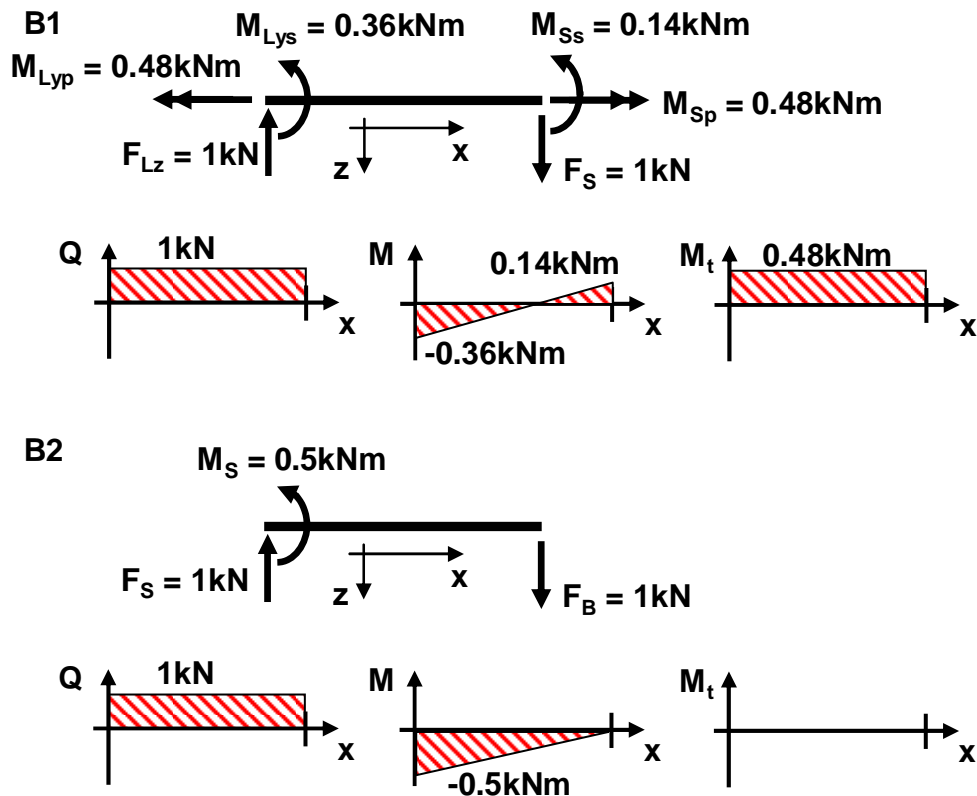 B1
M_Lys = 0.36kNm
M_Ss = 0.14kNm
M_Lyp = 0.48kNm
M_Sp = 0.48kNm
F_Lz = 1kN
z
x
F_S = 1kN
Q
1kN
x
M
0.14kNm
x
-0.36kNm
M_t
0.48kNm
x
B2
M_S = 0.5kNm
F_S = 1kN
z
x
F_B = 1kN
Q
1kN
x
M
x
-0.5kNm
M_t
x